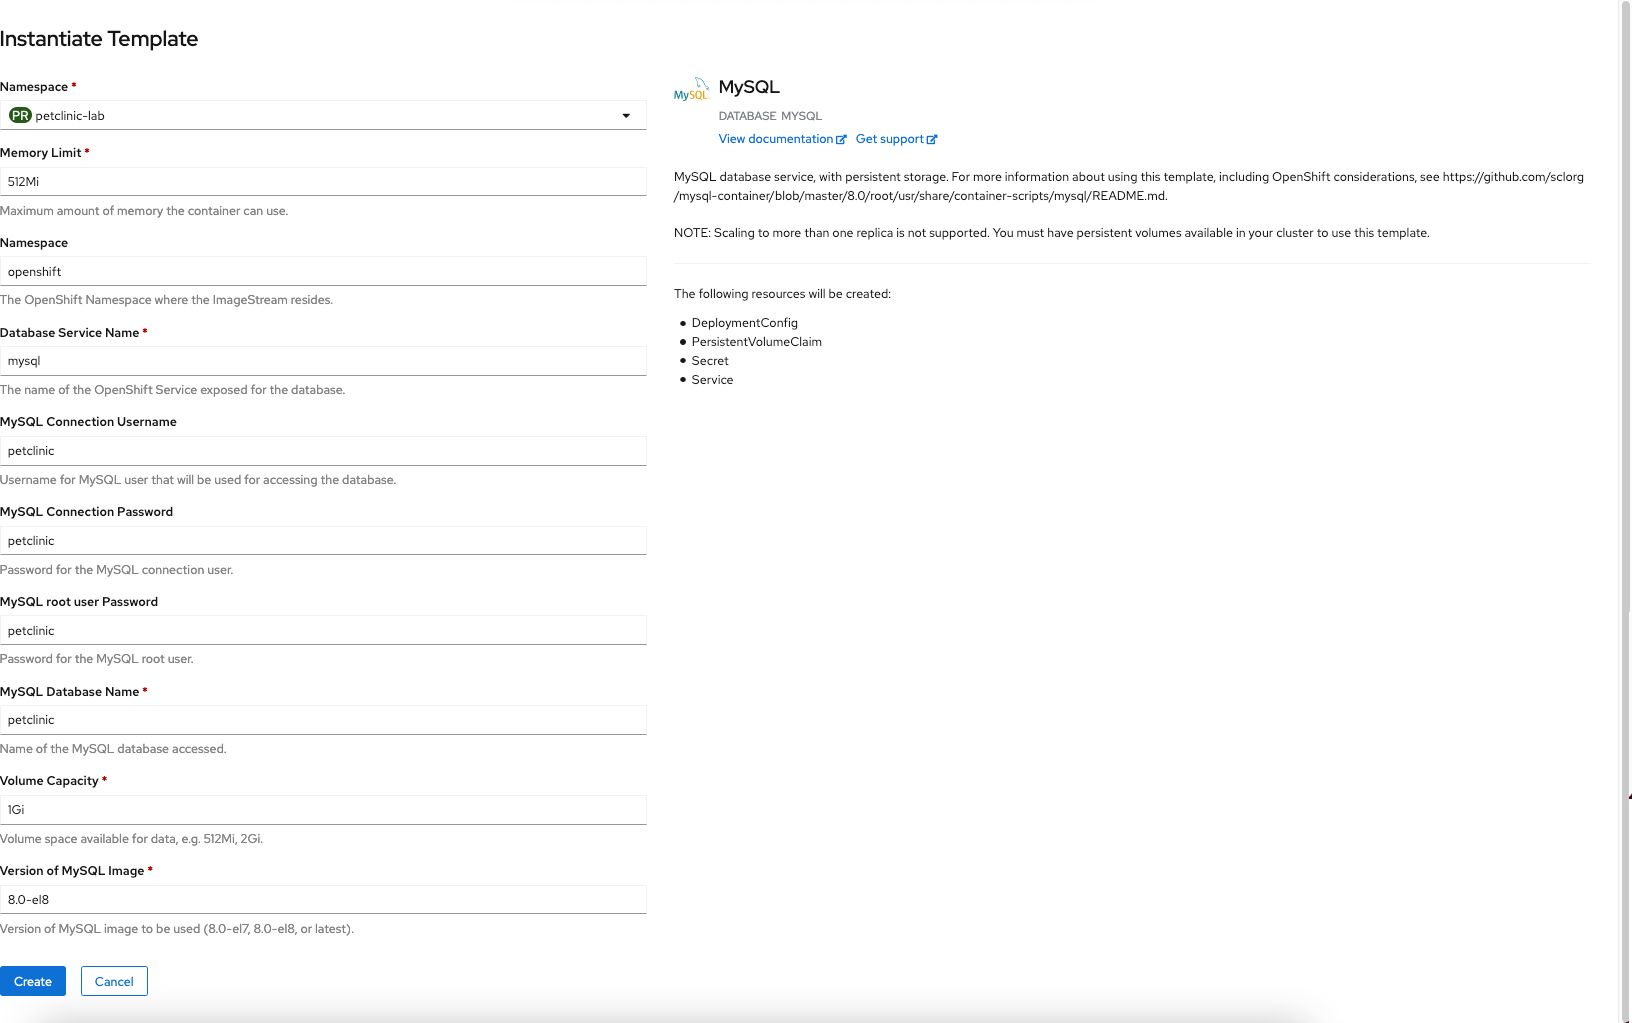 Instantiate Template
Namespace *
PR petclinic-lab
Memory Limit *
512Mi
Maximum amount of memory the container can use.
Namespace
openshift
The OpenShift Namespace where the ImageStream resides.
Database Service Name *
mysql
The name of the OpenShift Service exposed for the database.
MySQL Connection Username
petclinic
Username for MySQL user that will be used for accessing the database.
MySQL Connection Password
petclinic
Password for the MySQL connection user.
MySQL root user Password
petclinic
Password for the MySQL root user.
MySQL Database Name *
petclinic
Name of the MySQL database accessed.
Volume Capacity *
1Gi
Volume space available for data, e.g. 512Mi, 2Gi.
Version of MySQL Image *
8.0-el8
Version of MySQL image to be used (8.0-el7, 8.0-el8, or latest).
Create Cancel
MySQL MySQL
DATABASE MYSQL
View documentation Get support
MySQL database service, with persistent storage. For more information about using this template, including OpenShift considerations, see https://github.com/sclorg
/mysql-container/blob/master/8.0/root/usr/share/container-scripts/mysql/README.md.
NOTE: Scaling to more than one replica is not supported. You must have persistent volumes available in your cluster to use this template.
The following resources will be created:
• DeploymentConfig
• PersistentVolumeClaim
• Secret
• Service